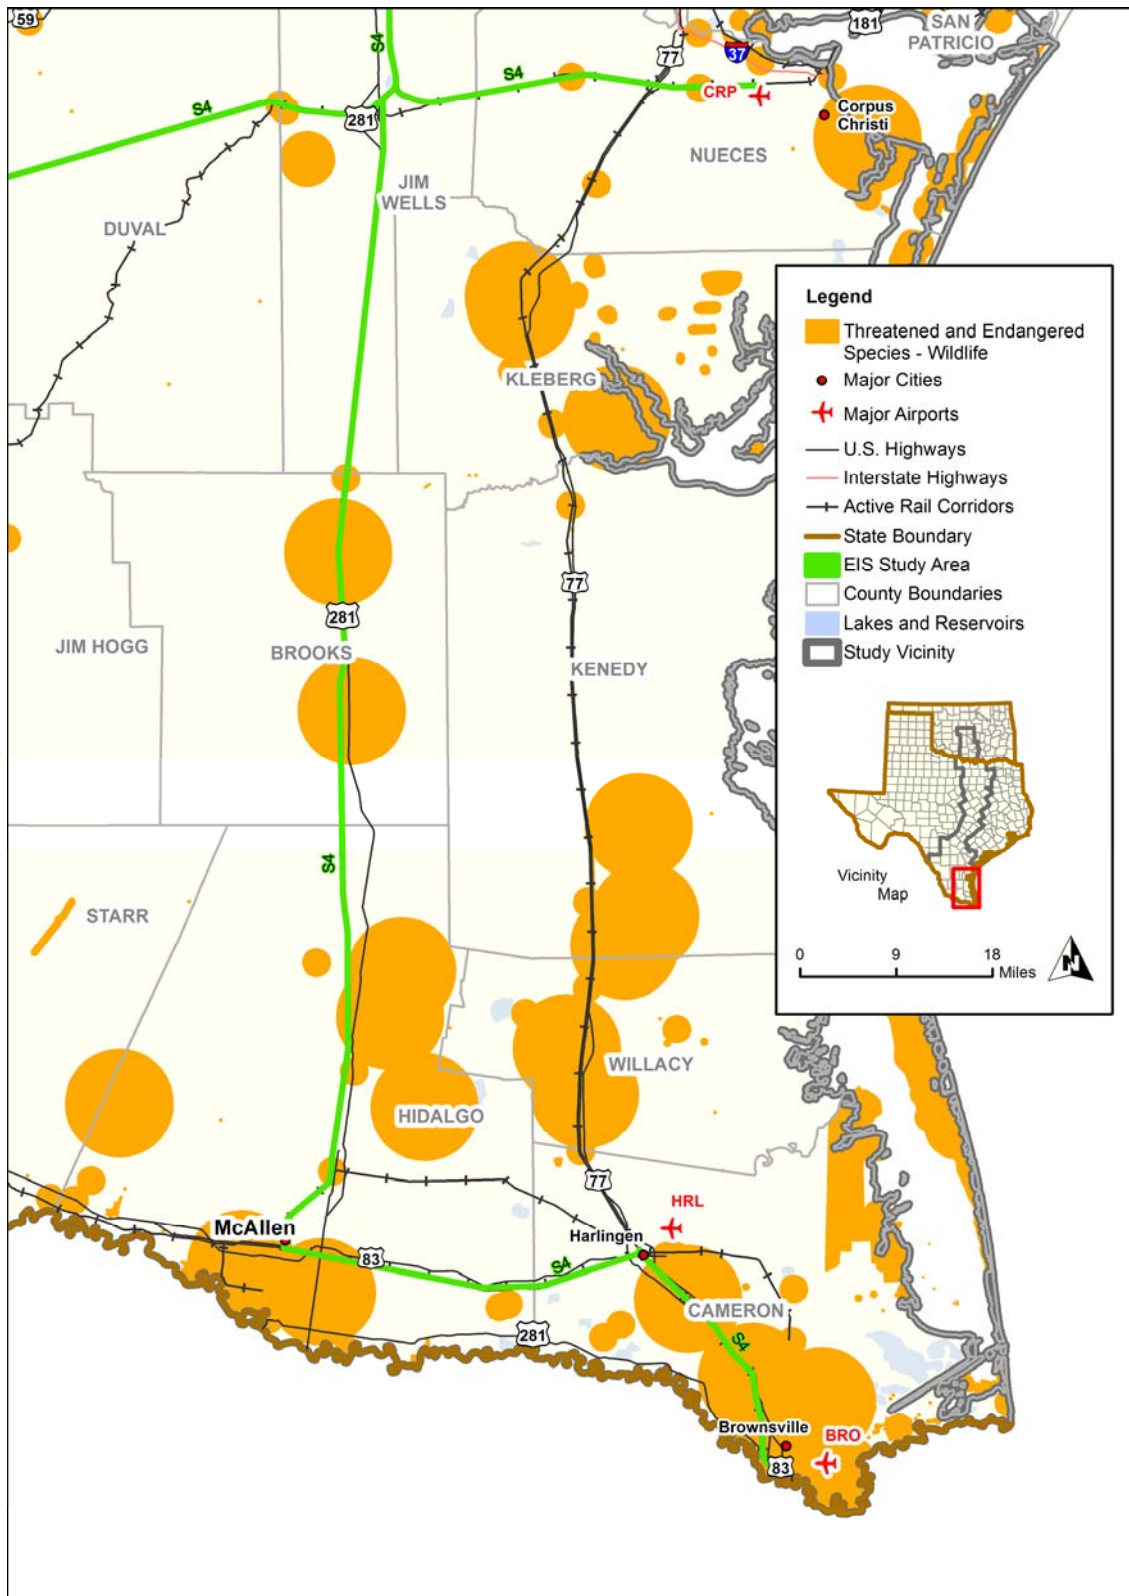 59
181
SAN
PATRICIO
S4
77
37
S4
S4
CRP
281
Corpus
Christi
NUECES
JIM
WELLS
DUVAL
KLEBERG
Legend
Threatened and Endangered
Species - Wildlife
Major Cities
Major Airports
U.S. Highways
Interstate Highways
Active Rail Corridors
State Boundary
EIS Study Area
County Boundaries
Lakes and Reservoirs
Study Vicinity
77
281
JIM HOGG
BROOKS
KENEDY
S4
Vicinity
Map
STARR
0
9
18
Miles
N
WILLACY
HIDALGO
77
HRL
McAllen
Harlingen
83
S4
CAMERON
281
S4
Brownsville
BRO
83